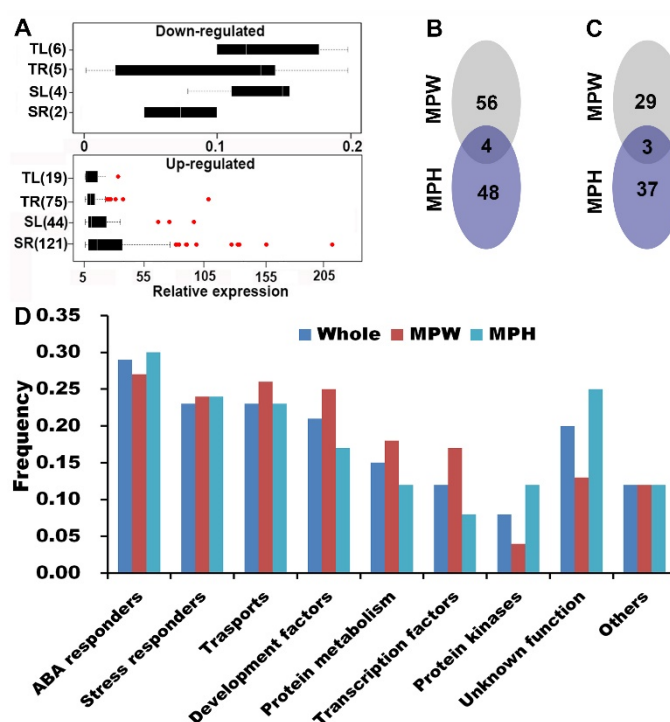 A
Down-regulated
TL(6)
TR(5)
SL(4)
SR(2)
0 0.1 0.2
Up-regulated
TL(19)
TR(75)
SL(44)
SR(121)
5 55 105 155 205
Relative expression
B
MPW
56
4
MPH
48
C
MPW
29
3
MPH
37
D
Whole MPW MPH
Frequency
0.35
0.30
0.25
0.20
0.15
0.10
0.05
0.00
ABA responders
Stress responders
Trasports
Development factors
Protein metabolism
Transcription factors
Protein kinases
Unknown function
Others